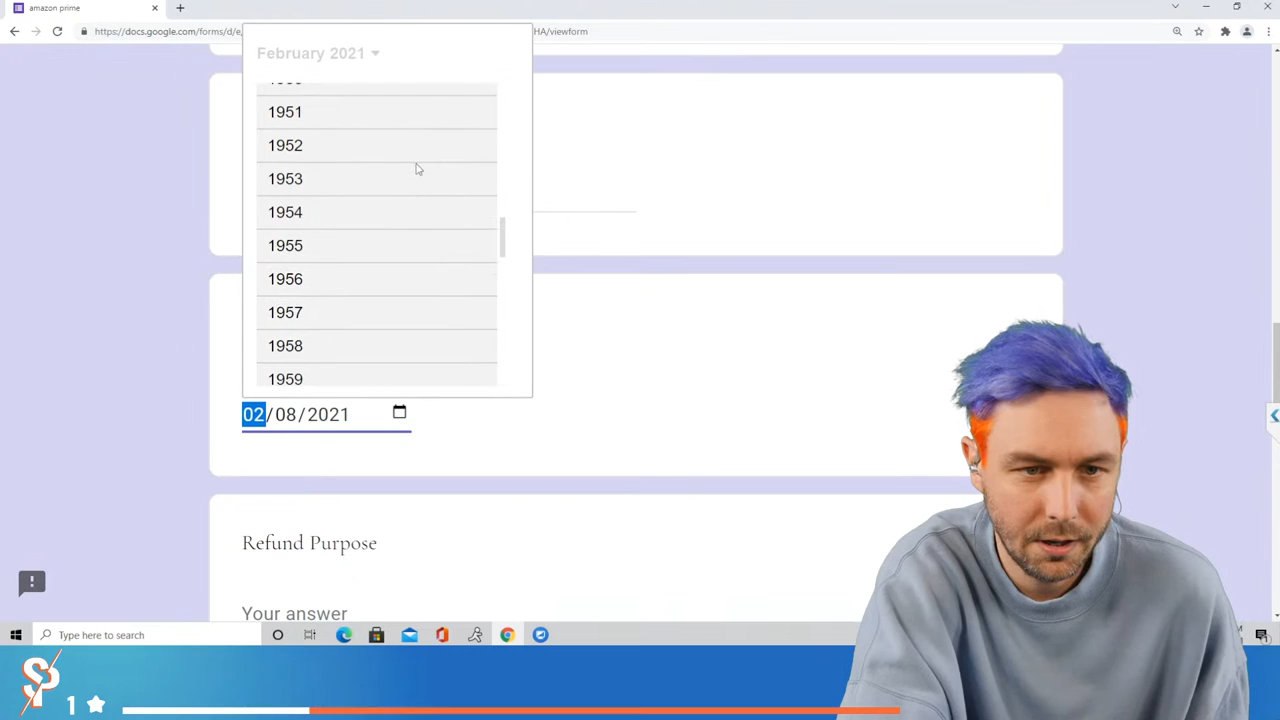 amazon prime
https://docs.google.com/forms/d/e,
HA/viewform
February 2021
1951
1952
1953
1954
1955
1956
1957
1958
1959
02/08/2021
Refund Purpose
Your answer
Type here to search
SP
1